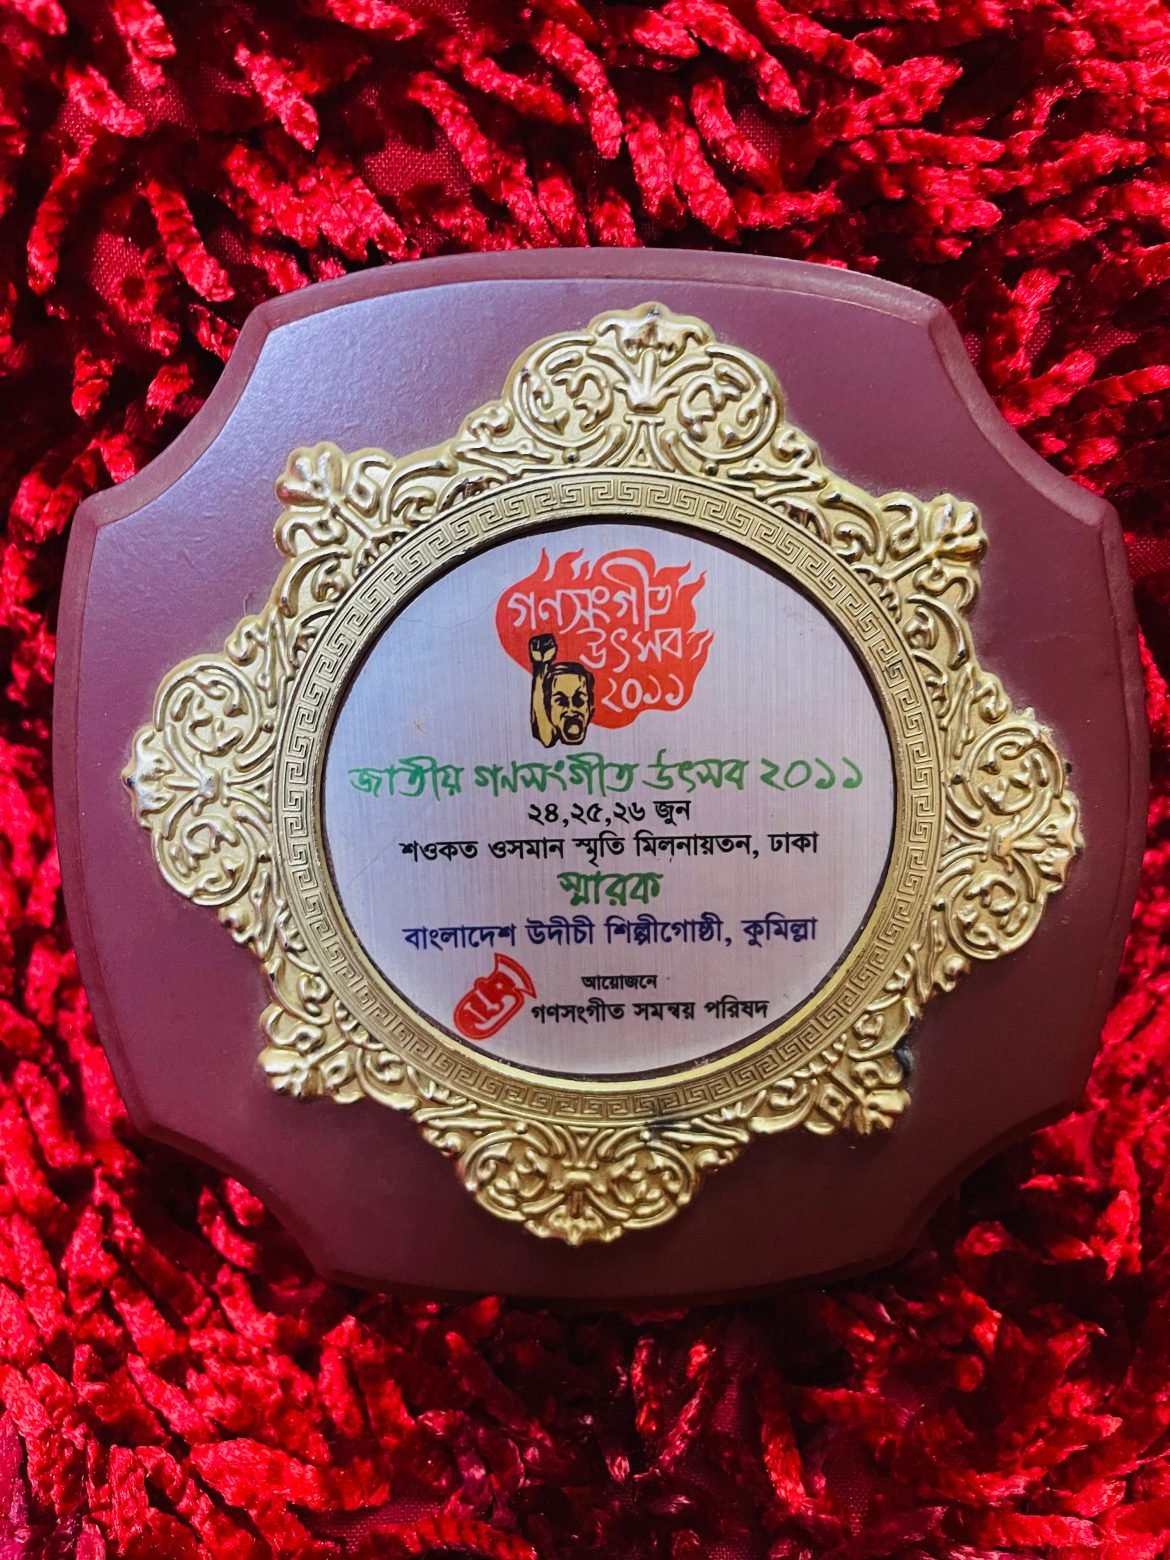 গণসংগীত
উৎসব
২০১১
জাতীয় গণসংগীত উৎসব ২০১১
২৪,২৫,২৬ জুন
শওকত ওসমান স্মৃতি মিলনায়তন, ঢাকা
স্মারক
বাংলাদেশ উদীচী শিল্পীগোষ্ঠী, কুমিল্লা
আয়োজনে
গণসংগীত সমন্বয় পরিষদ